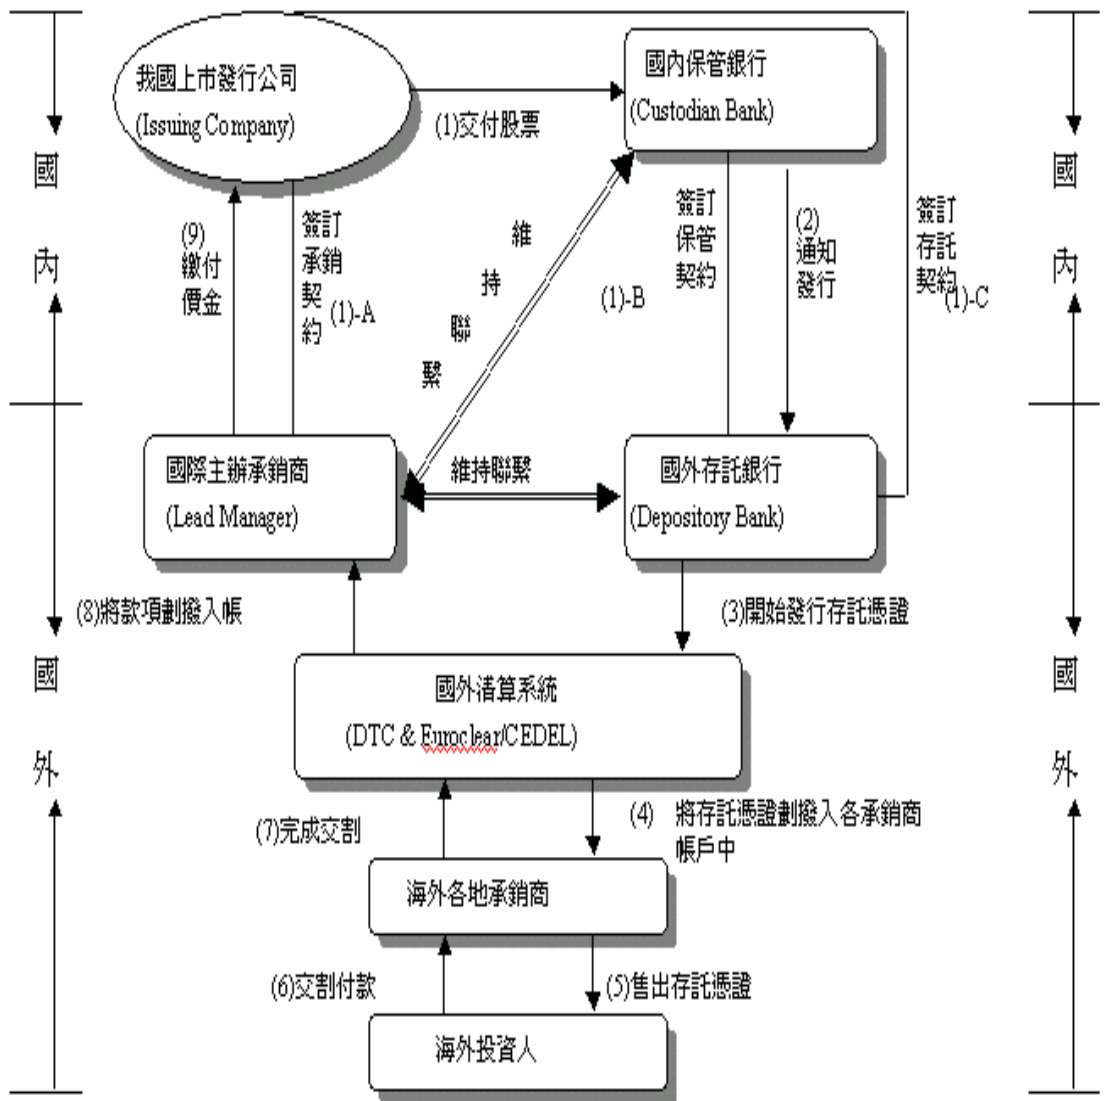 我國上市發行公司
(Issuing Company)
(1)交付股票
國內保管銀行
(Custodian Bank)
國內
國內
(9)
繳付
價金
簽訂
承銷
契
約
(1)-A
維
持
聯
繫
(1)-B
簽訂
保管
契約
(2)
通知
發行
簽訂
存託
契約
(1)-C
國際主辦承銷商
(Lead Manager)
維持聯繫
國外存託銀行
(Depository Bank)
(8)將款項劃撥入帳
(3)開始發行存託憑證
國外
國外
國外清算系統
(DTC & Euroclear/CEDEL)
(7)完成交割
(4) 將存託憑證劃撥入各承銷商
帳戶中
海外各地承銷商
(6)交割付款
(5)售出存託憑證
海外投資人